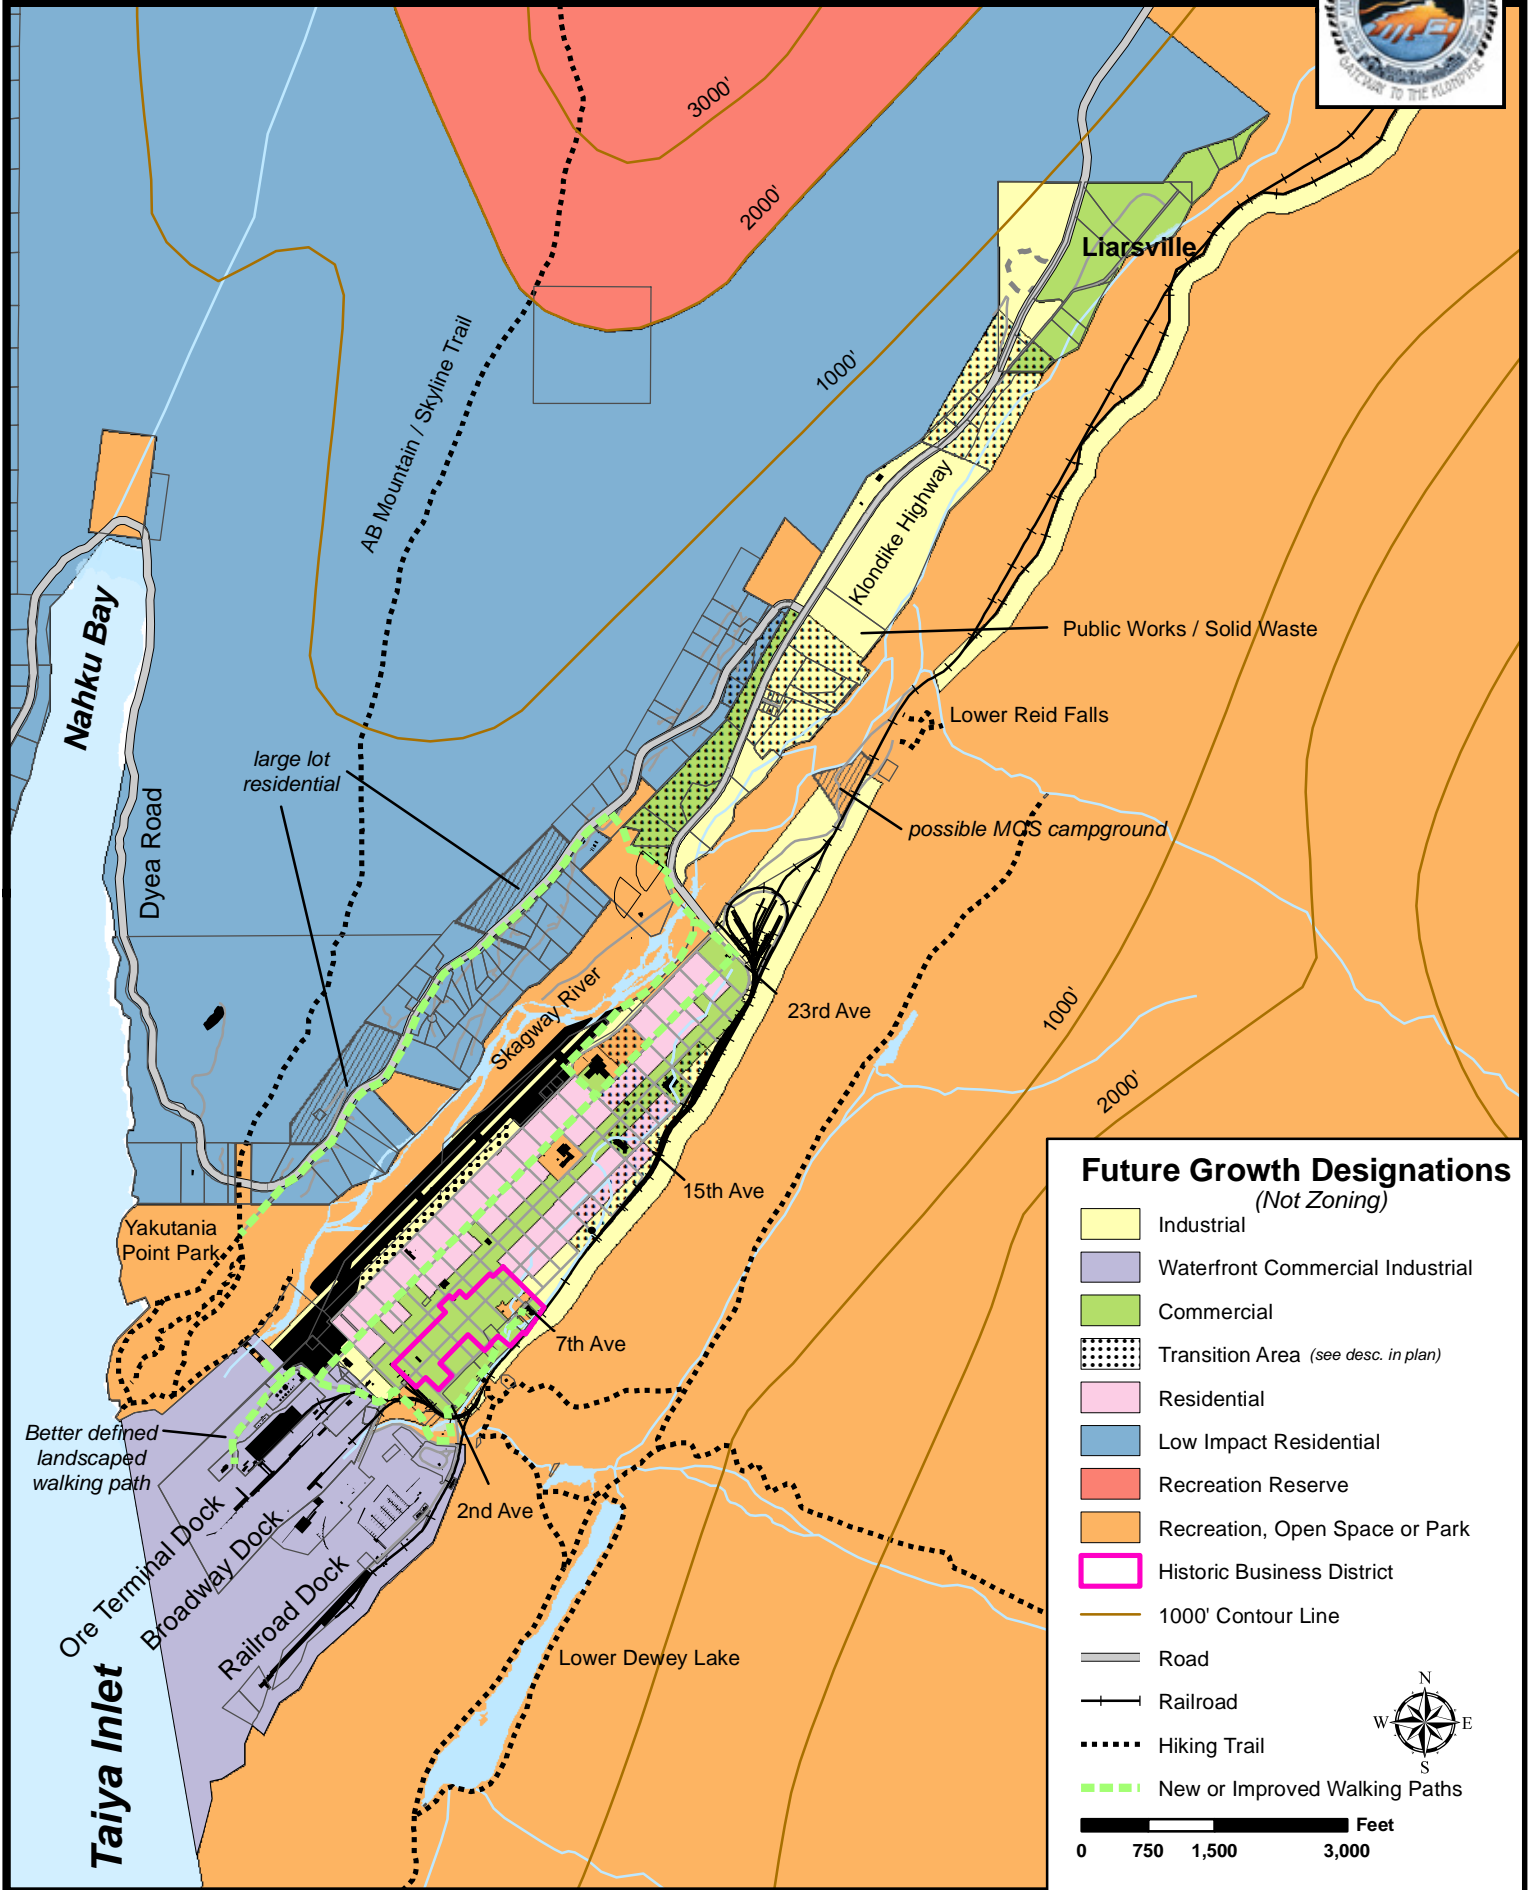 GATEWAY TO THE KLONDIKE
3000'
2000'
Liarsville
AB Mountain / Skyline Trail
1000'
Klondike Highway
Nahku Bay
Public Works / Solid Waste
Lower Reid Falls
large lot
residential
Dyea Road
possible MCS campground
Skagway River
23rd Ave
1000'
2000'
15th Ave
Yakutania
Point Park
7th Ave
Better defined
landscaped
walking path
2nd Ave
Ore Terminal Dock
Broadway Dock
Railroad Dock
Lower Dewey Lake
Taiya Inlet
Future Growth Designations
(Not Zoning)
Industrial
Waterfront Commercial Industrial
Commercial
Transition Area (see desc. in plan)
Residential
Low Impact Residential
Recreation Reserve
Recreation, Open Space or Park
Historic Business District
1000' Contour Line
Road
Railroad
Hiking Trail
New or Improved Walking Paths
N
W E
S
Feet
0 750 1,500 3,000